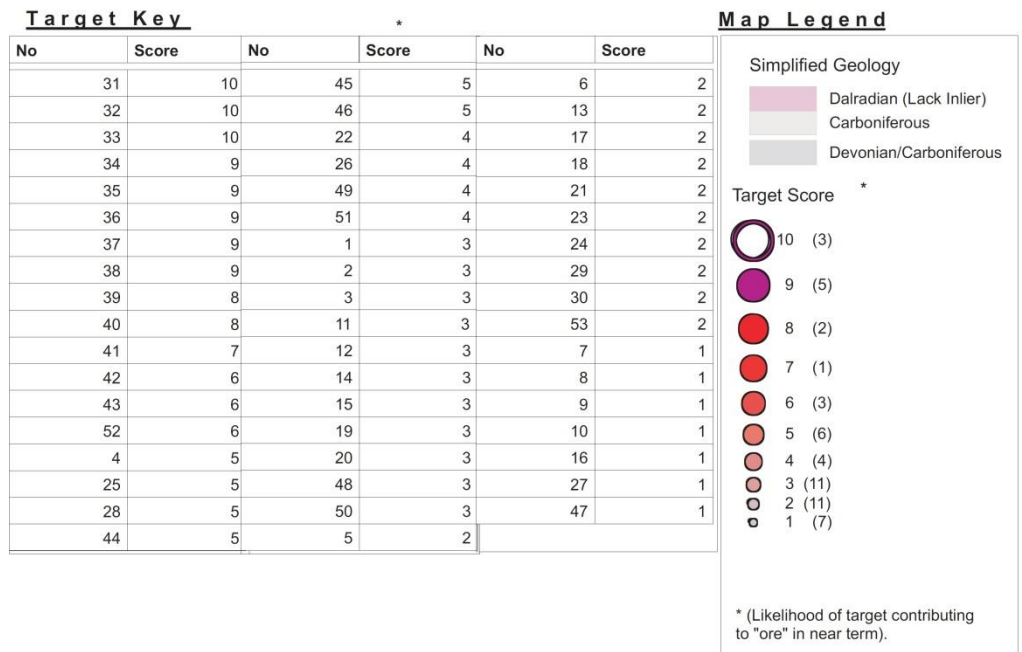 Target Key
*
Map Legend
No Score No Score No Score
31 10 45 5 6 2
32 10 46 5 13 2
33 10 22 4 17 2
34 9 26 4 18 2
35 9 49 4 21 2
36 9 51 4 23 2
37 9 1 3 24 2
38 9 2 3 29 2
39 8 3 3 30 2
40 8 11 3 53 2
41 7 12 3 7 1
42 6 14 3 8 1
43 6 15 3 9 1
52 6 19 3 10 1
4 5 20 3 16 1
25 5 48 3 27 1
28 5 50 3 47 1
44 5 5 2
Simplified Geology
Dalradian (Lack Inlier)
Carboniferous
Devonian/Carboniferous
Target Score *
10 (3)
9 (5)
8 (2)
7 (1)
6 (3)
5 (6)
4 (4)
3 (11)
2 (11)
1 (7)
* (Likelihood of target contributing
to "ore" in near term).